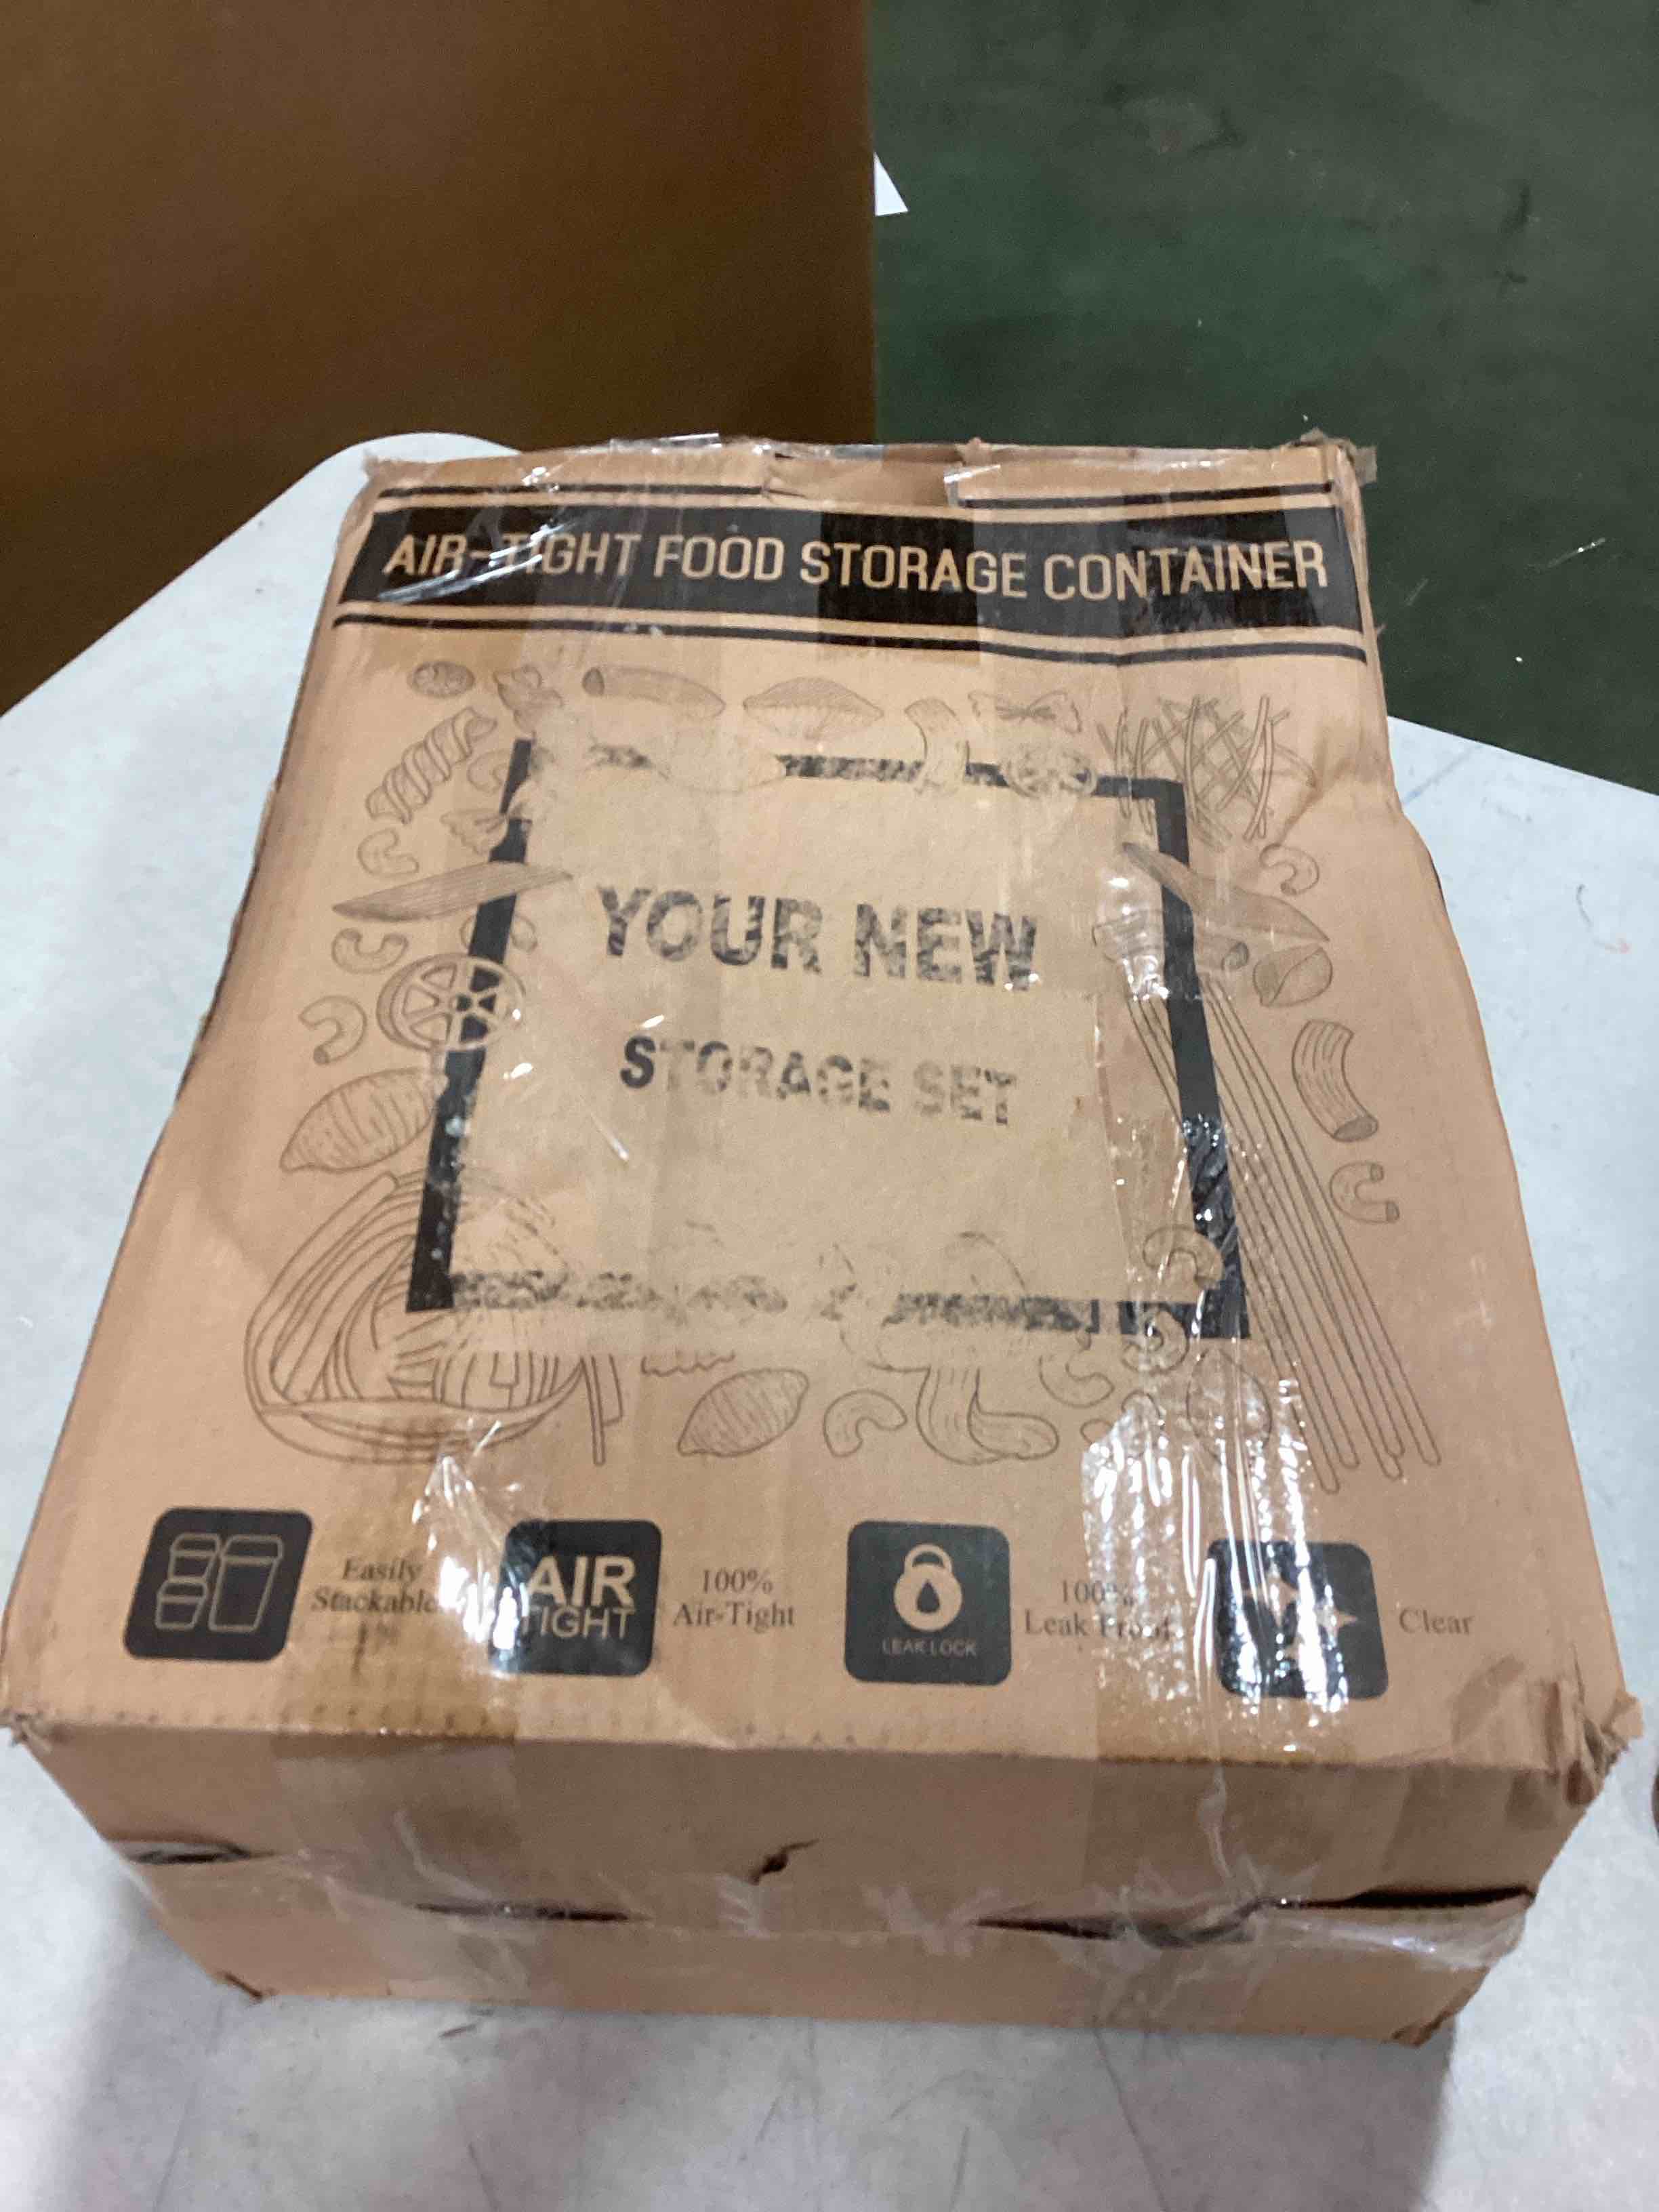 AIR-TIGHT FOOD STORAGE CONTAINER
YOUR NEW
STORAGE SET
Easily
Stackable
AIR
TIGHT
100%
Air-Tight
LEAK LOCK
100%
Leak Proof
Clear